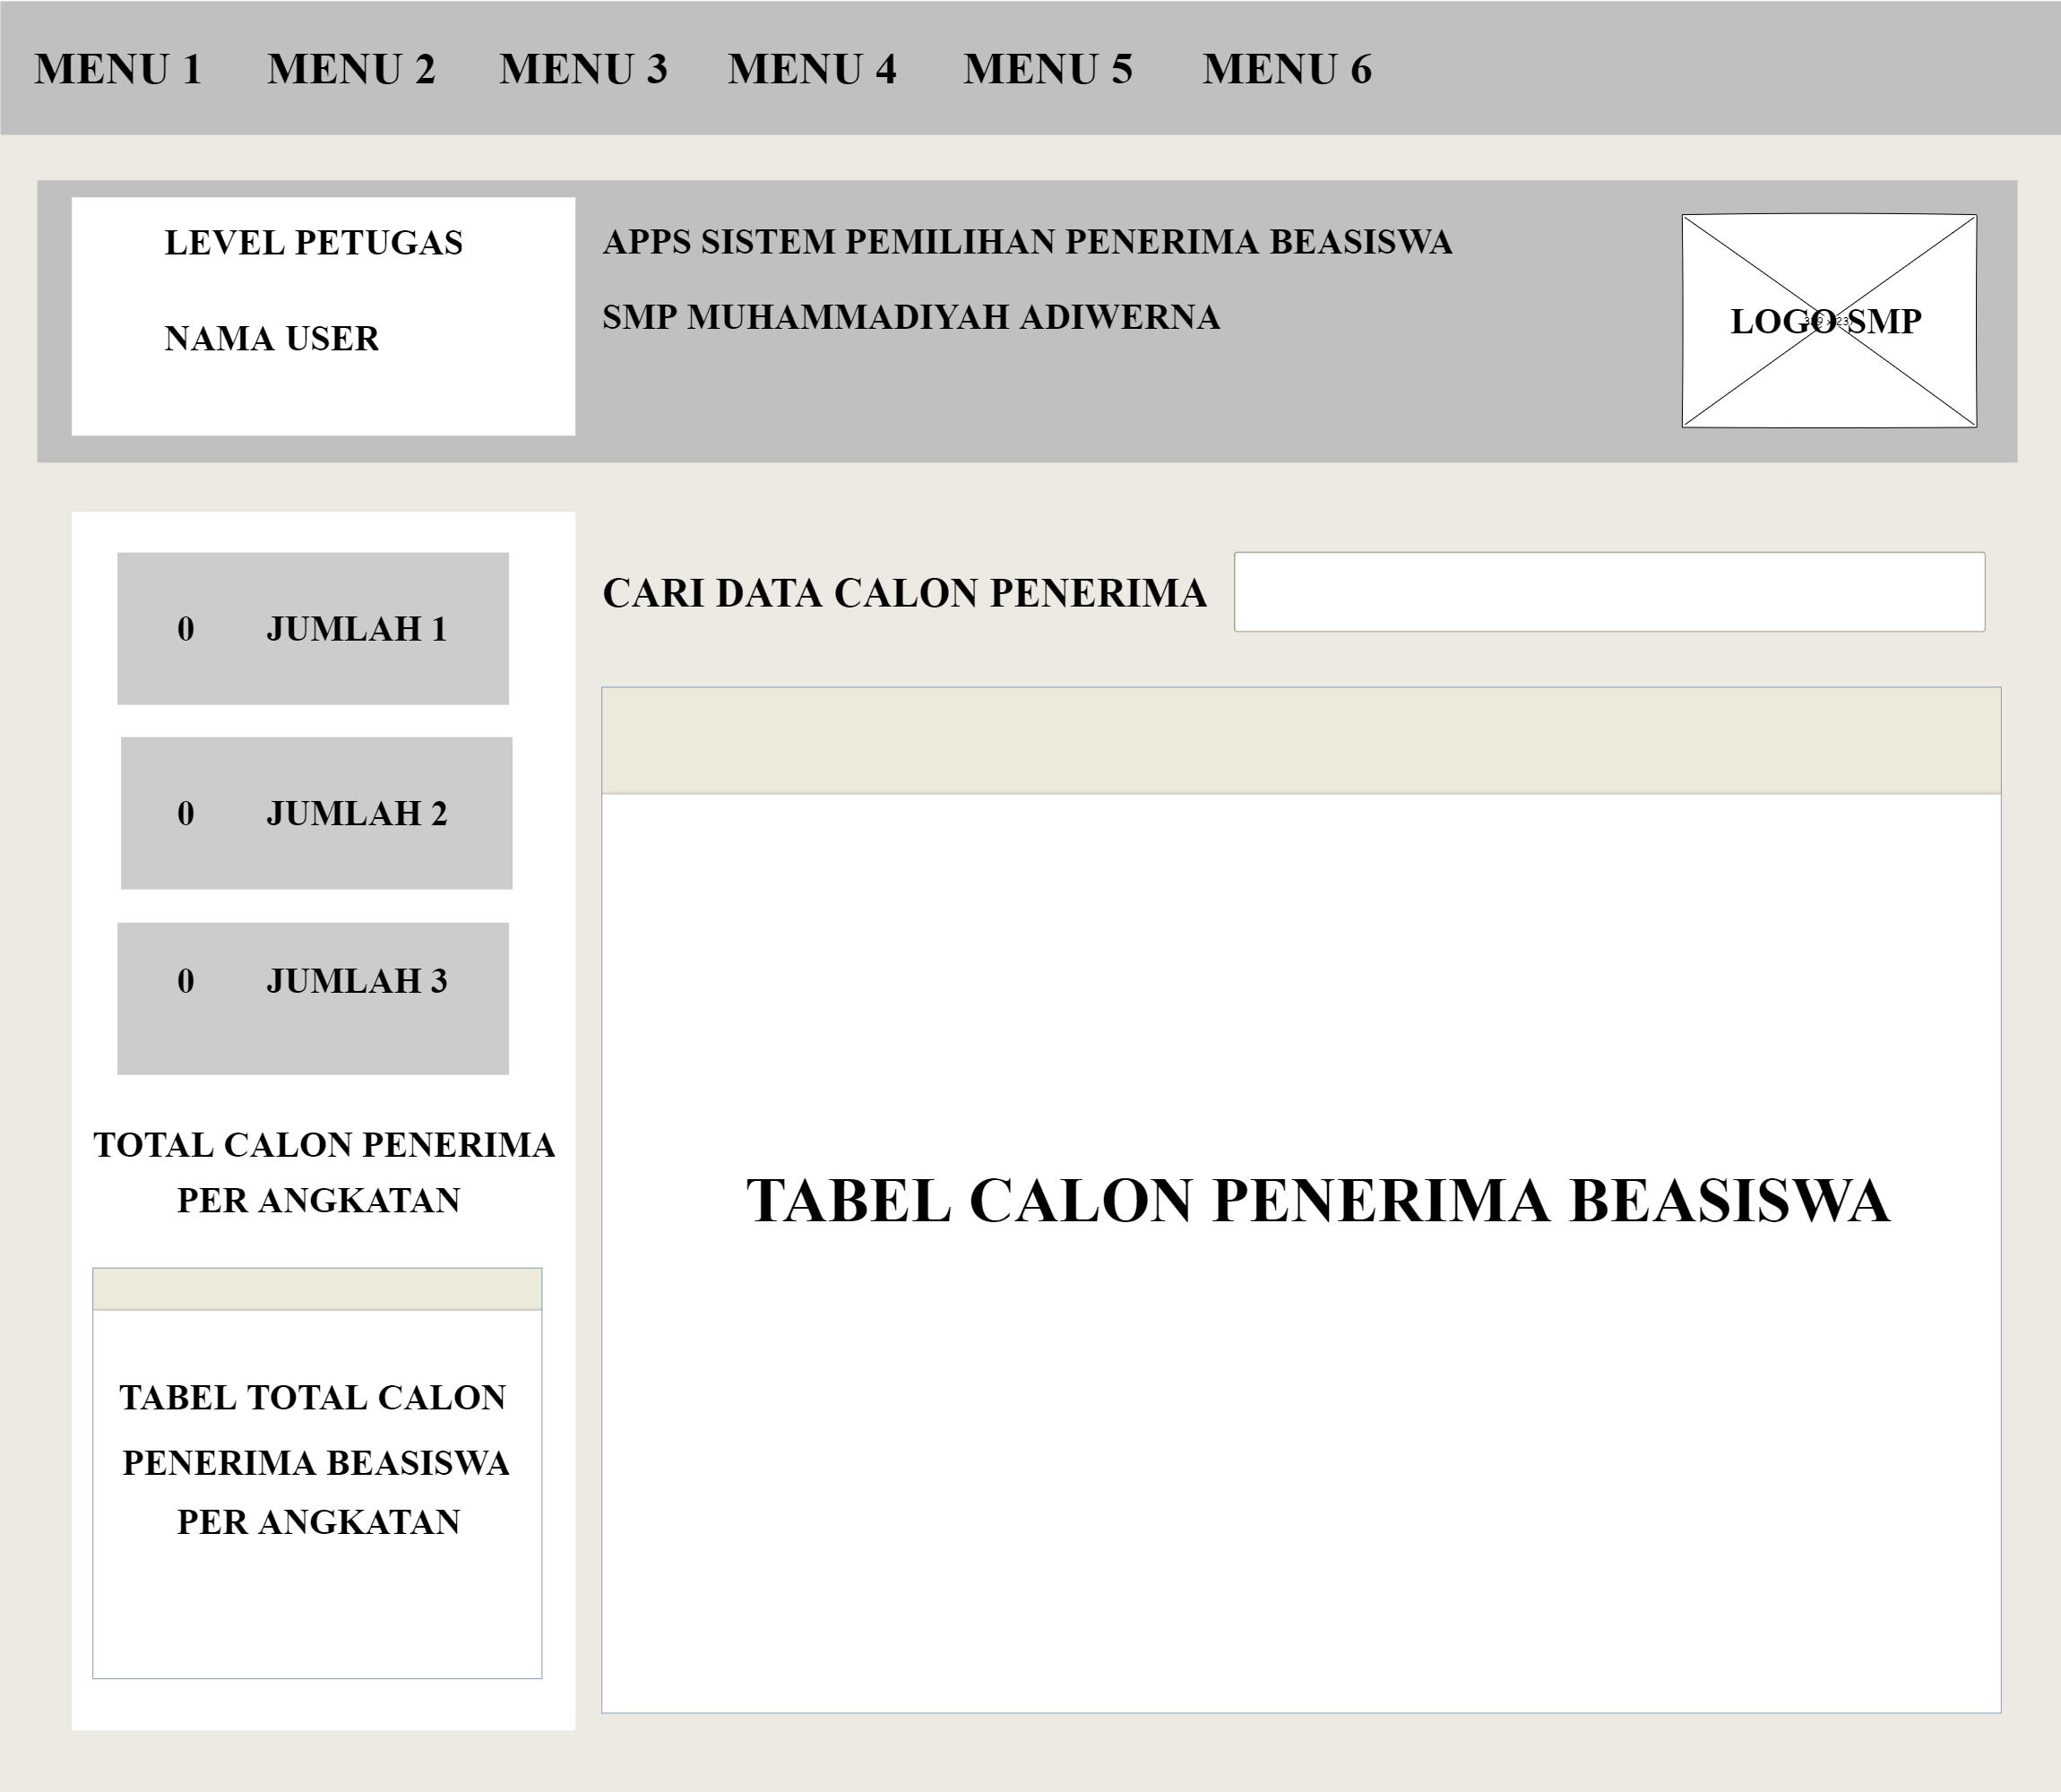 MENU 1 MENU 2 MENU 3 MENU 4 MENU 5 MENU 6
LEVEL PETUGAS
NAMA USER
APPS SISTEM PEMILIHAN PENERIMA BEASISWA
SMP MUHAMMADIYAH ADIWERNA
LOGO SMP
0 JUMLAH 1
0 JUMLAH 2
0 JUMLAH 3
TOTAL CALON PENERIMA
PER ANGKATAN
TABEL TOTAL CALON
PENERIMA BEASISWA
PER ANGKATAN
CARI DATA CALON PENERIMA
TABEL CALON PENERIMA BEASISWA